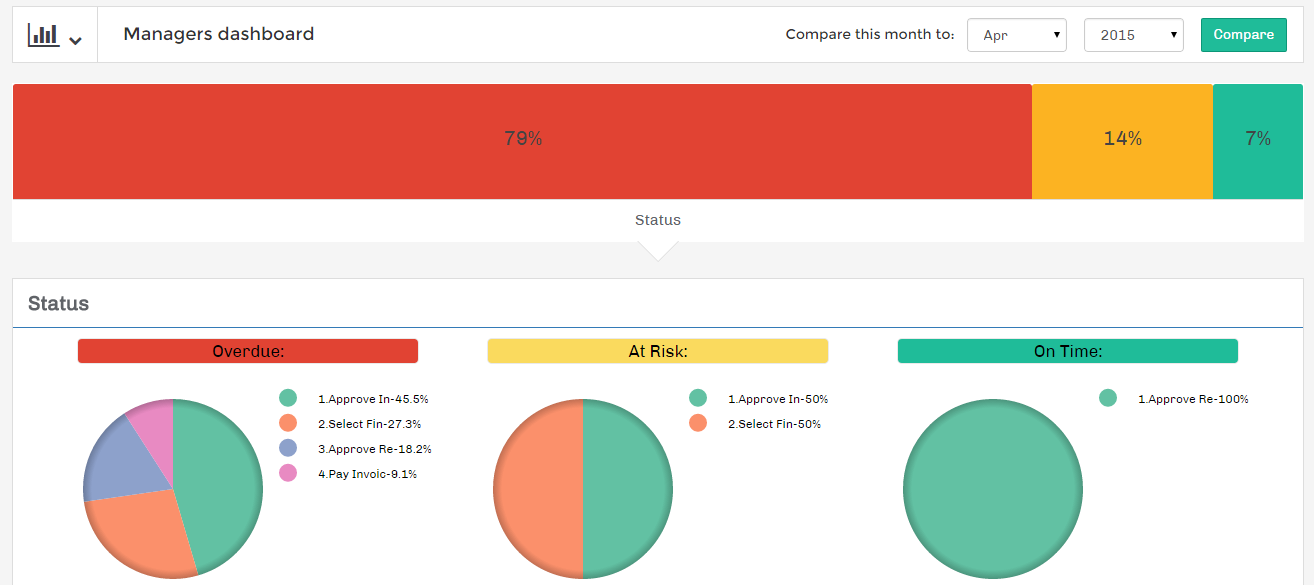 Managers dashboard
Compare this month to: Apr 2015 Compare
79% 14% 7%
Status
Status
Overdue: At Risk: On Time:
1.Approve In-45.5%
2.Select Fin-27.3%
3.Approve Re-18.2%
4.Pay Invoic-9.1%
1.Approve In-50%
2.Select Fin-50%
1.Approve Re-100%